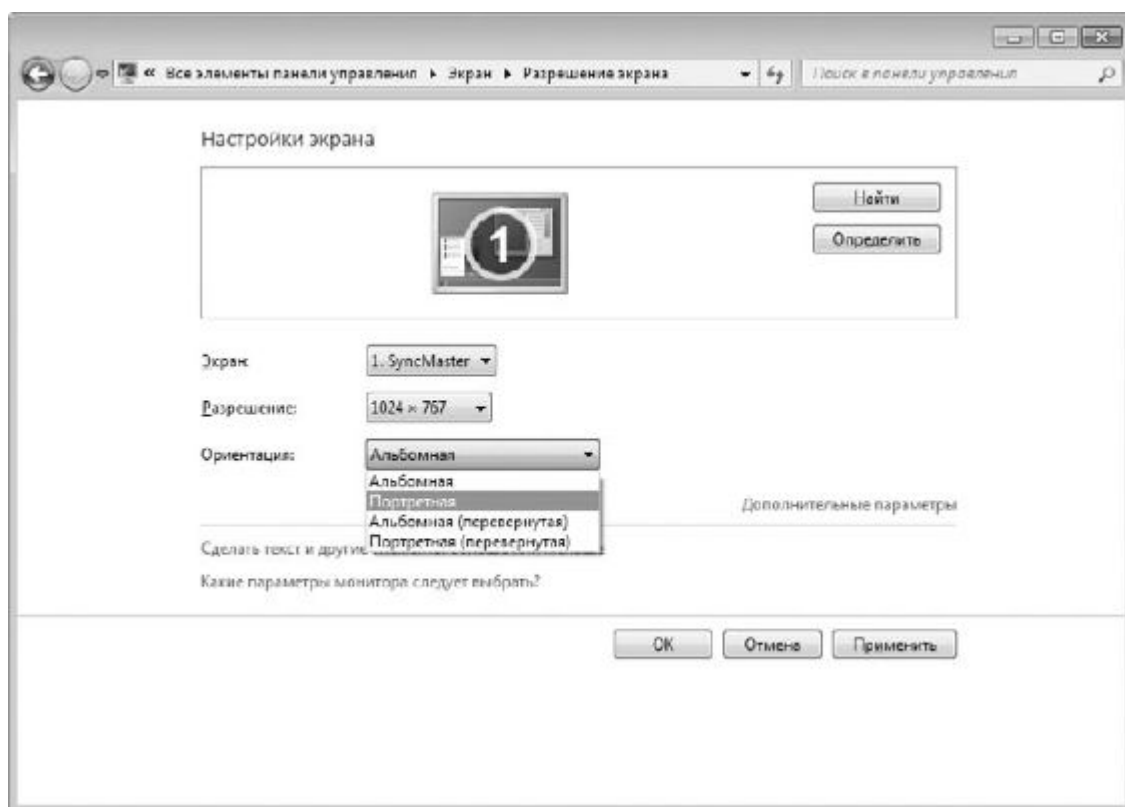 « Все элементы панели управления ▸ Экран ▸ Разрешение экрана
Поиск в панели управления
Настройки экрана
1
Найти
Определить
Экран:
1. SyncMaster
Разрешение:
1024 × 767
Ориентация:
Альбомная
Альбомная
Портретная
Альбомная (перевернутая)
Портретная (перевернутая)
Дополнительные параметры
Сделать текст и другие
Какие параметры монитора следует выбрать?
ОК
Отмена
Применить